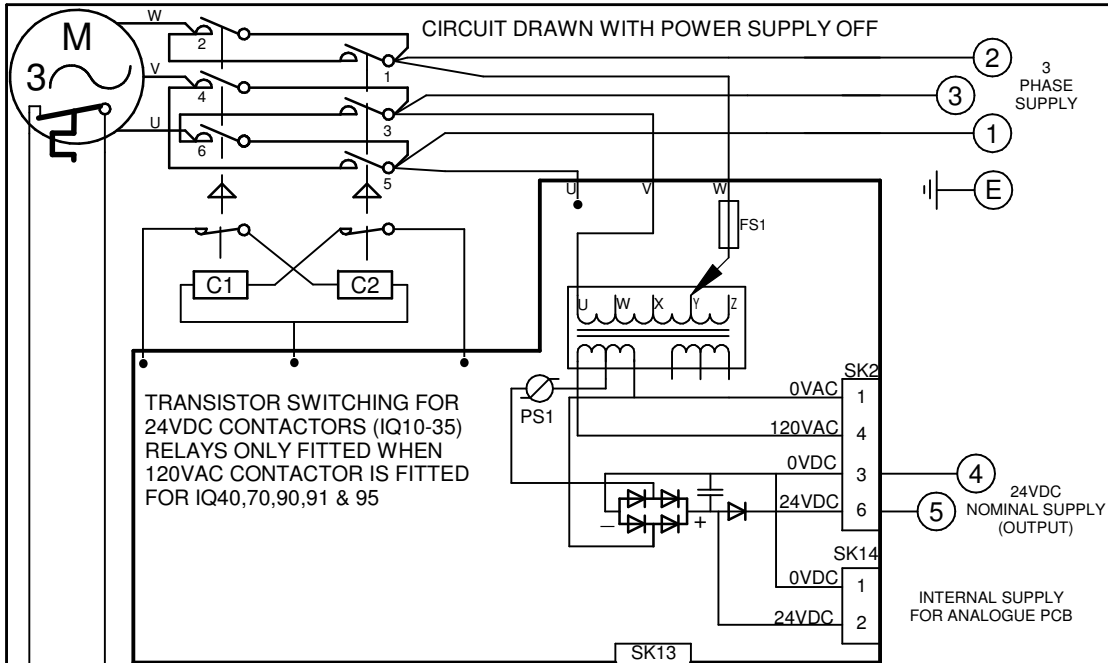 CIRCUIT DRAWN WITH POWER SUPPLY OFF
M
3
W
V
U
2
4
6
1
3
5
2
3
1
E
3
PHASE
SUPPLY
U
V
W
FS1
C1
C2
U
W
X
Y
Z
PS1
TRANSISTOR SWITCHING FOR
24VDC CONTACTORS (IQ10-35)
RELAYS ONLY FITTED WHEN
120VAC CONTACTOR IS FITTED
FOR IQ40,70,90,91 & 95
SK2
0VAC
1
120VAC
4
0VDC
3
24VDC
6
– +
4
5
24VDC
NOMINAL SUPPLY
(OUTPUT)
SK14
0VDC
1
24VDC
2
INTERNAL SUPPLY
FOR ANALOGUE PCB
SK13